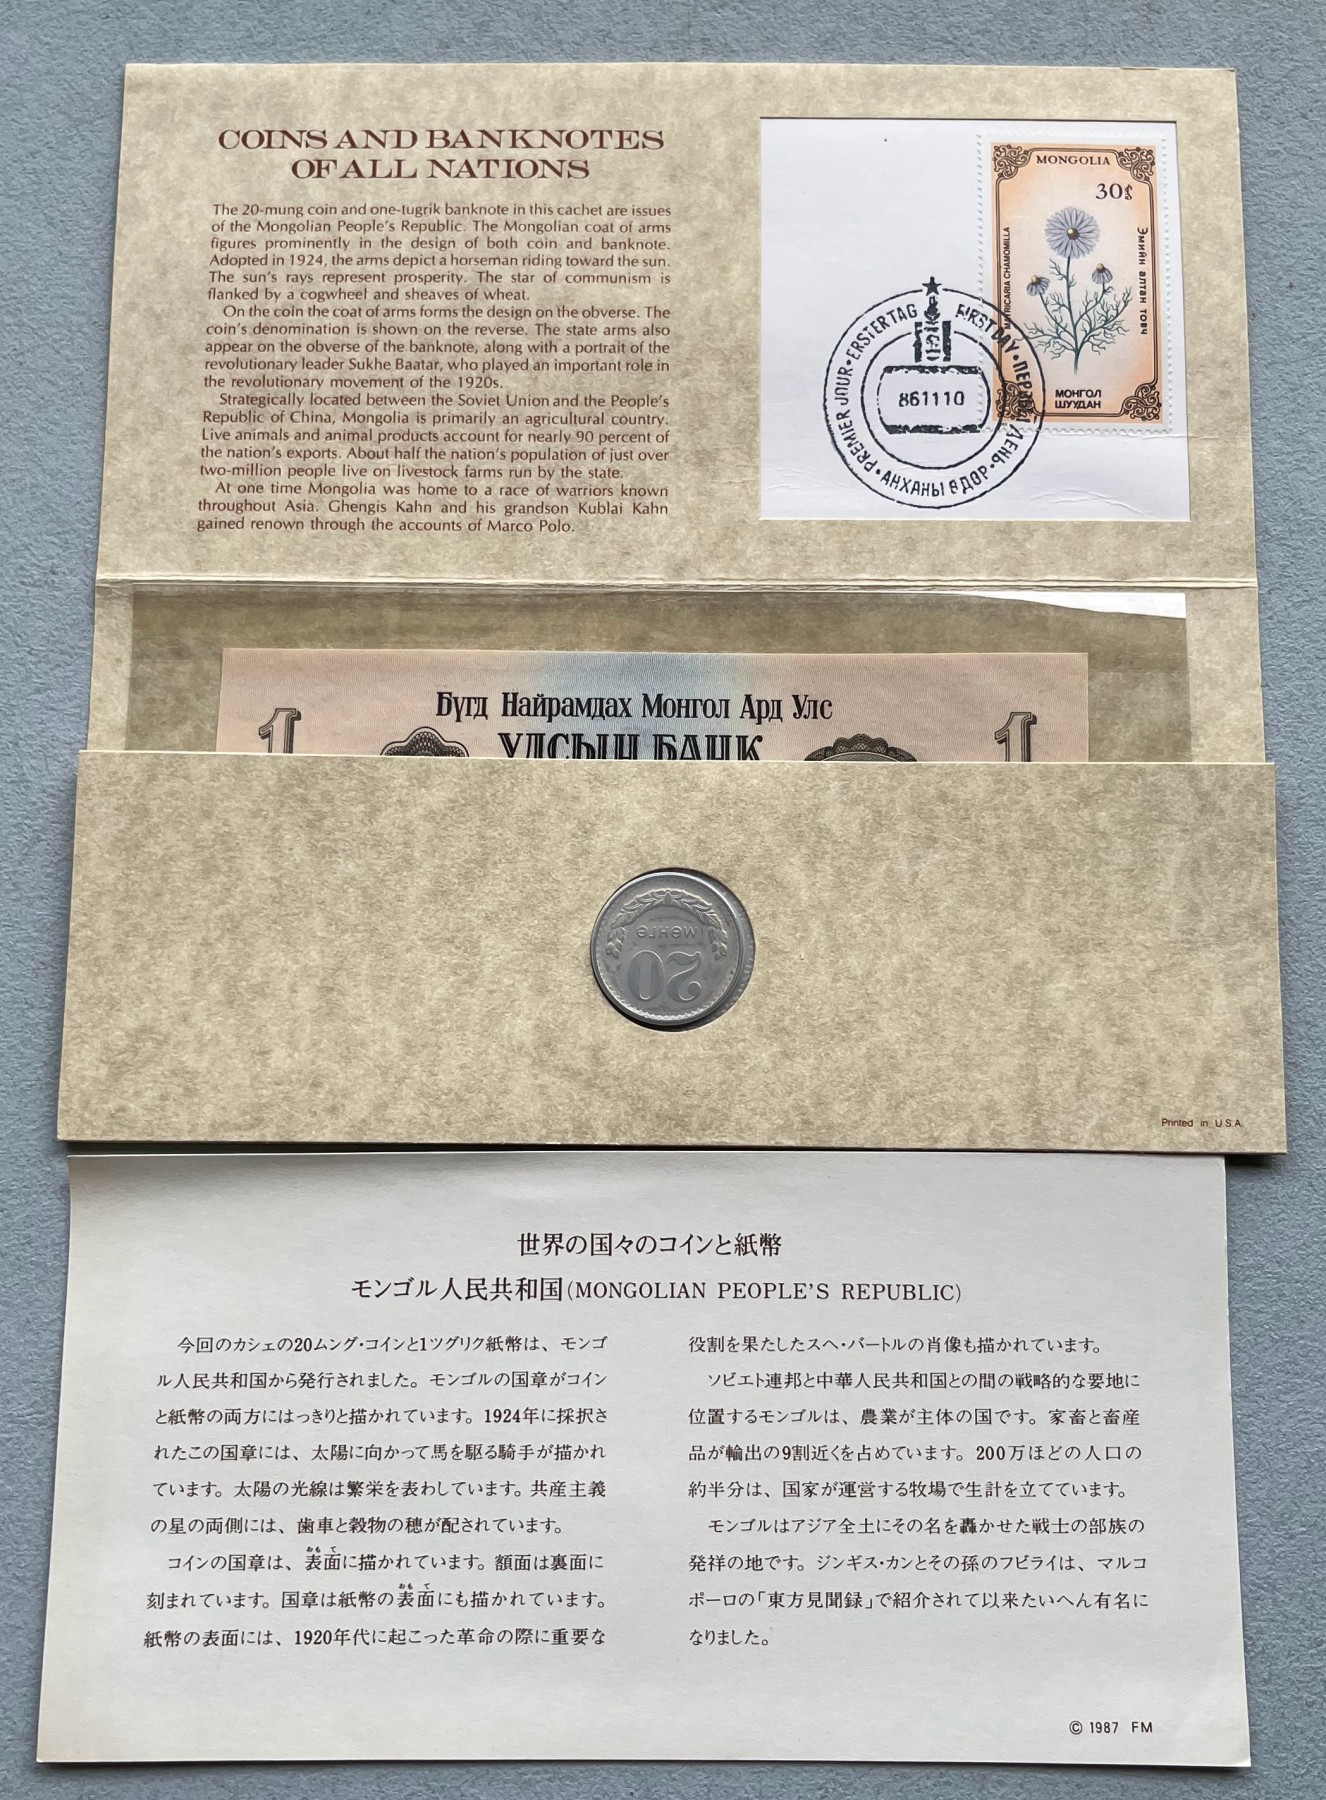 COINS AND BANKNOTES
OF ALL NATIONS
The 20-mung coin and one-tugrik banknote in this cachet are issues
of the Mongolian People's Republic. The Mongolian coat of arms
figures prominently in the design of both coin and banknote.
Adopted in 1924, the arms depict a horseman riding toward the sun.
The sun's rays represent prosperity. The star of communism is
flanked by a cogwheel and sheaves of wheat.
On the coin the coat of arms forms the design on the obverse. The
coin's denomination is shown on the reverse. The state arms also
appear on the obverse of the banknote, along with a portrait of the
revolutionary leader Sukhe Baatar, who played an important role in
the revolutionary movement of the 1920s.
Strategically located between the Soviet Union and the People's
Republic of China, Mongolia is primarily an agricultural country.
Live animals and animal products account for nearly 90 percent of
the nation's exports. About half the nation's population of just over
two-million people live on livestock farms run by the state.
At one time Mongolia was home to a race of warriors known
throughout Asia. Ghengis Kahn and his grandson Kublai Kahn
gained renown through the accounts of Marco Polo.
MONGOLIA
30
MATRICARIA CHAMOMILLA
Эмийн алтан товч
МОНГОЛ
ШУУДАН
PREMIER JOUR • ERSTERTAG
FIRST DAY • ПЕРВЫЙ ДЕНЬ
• АНХАНЫ ӨДӨР •
861110
Бүгд Найрамдах Монгол Ард Улс
УЛСЫН БАНК
1
1
20
МӨНГӨ
Printed in U.S.A.
世界の国々のコインと紙幣
モンゴル人民共和国(MONGOLIAN PEOPLE'S REPUBLIC)
今回のカシェの20ムング・コインと1ツグリク紙幣は、モンゴ
ル人民共和国から発行されました。モンゴルの国章がコイン
と紙幣の両方にはっきりと描かれています。1924年に採択さ
れたこの国章には、太陽に向かって馬を駆る騎手が描かれ
ています。太陽の光線は繁栄を表わしています。共産主義
の星の両側には、歯車と穀物の穂が配されています。
コインの国章は、表面に描かれています。額面は裏面に
刻まれています。国章は紙幣の表面にも描かれています。
紙幣の表面には、1920年代に起こった革命の際に重要な
役割を果たしたスヘ・バートルの肖像も描かれています。
ソビエト連邦と中華人民共和国との間の戦略的な要地に
位置するモンゴルは、農業が主体の国です。家畜と畜産
品が輸出の9割近くを占めています。200万ほどの人口の
約半分は、国家が運営する牧場で生計を立てています。
モンゴルはアジア全土にその名を轟かせた戦士の部族の
発祥の地です。ジンギス・カンとその孫のフビライは、マルコ
ポーロの「東方見聞録」で紹介されて以来たいへん有名に
なりました。
© 1987 FM